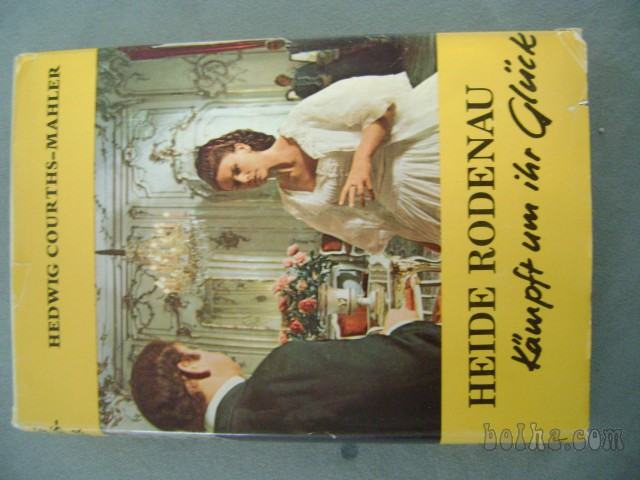 HEDWIG COURTHS-MAHLER
HEIDE RODENAU
Kämpft um ihr Glück
bolha.com